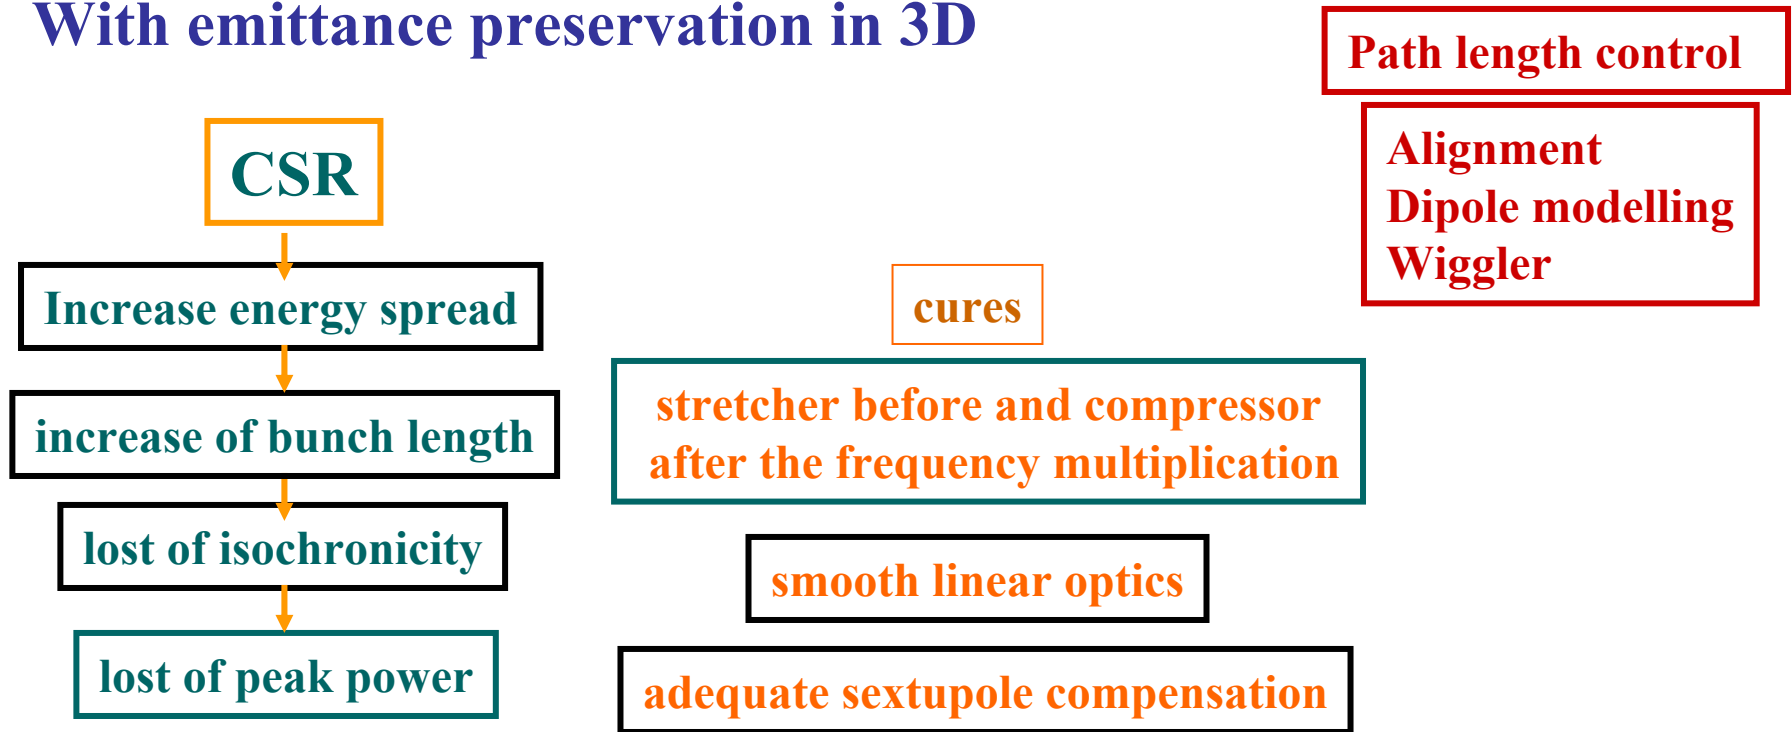 With emittance preservation in 3D
Path length control
Alignment
Dipole modelling
Wiggler
CSR
Increase energy spread
increase of bunch length
lost of isochronicity
lost of peak power
cures
stretcher before and compressor
after the frequency multiplication
smooth linear optics
adequate sextupole compensation